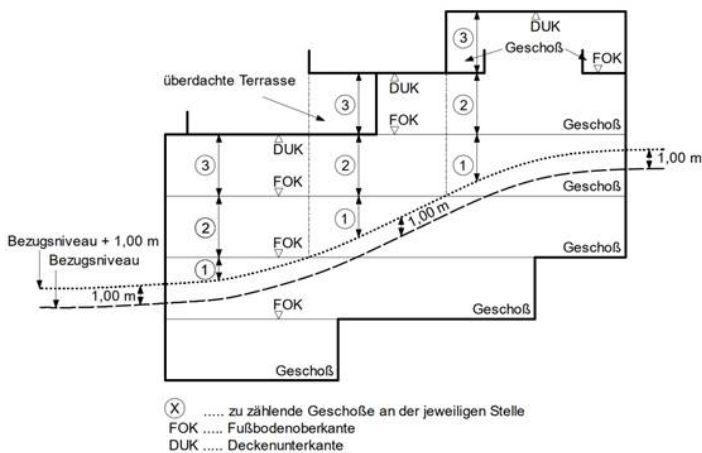 3
DUK
Geschoß
FOK
überdachte Terrasse
3
DUK
2
FOK
Geschoß
3
DUK
2
1
1,00 m
FOK
Geschoß
2
1
1,00 m
Bezugsniveau + 1,00 m
Bezugsniveau
FOK
Geschoß
1
1,00 m
FOK
Geschoß
Geschoß
X ..... zu zählende Geschoße an der jeweiligen Stelle
FOK ..... Fußbodenoberkante
DUK ..... Deckenunterkante